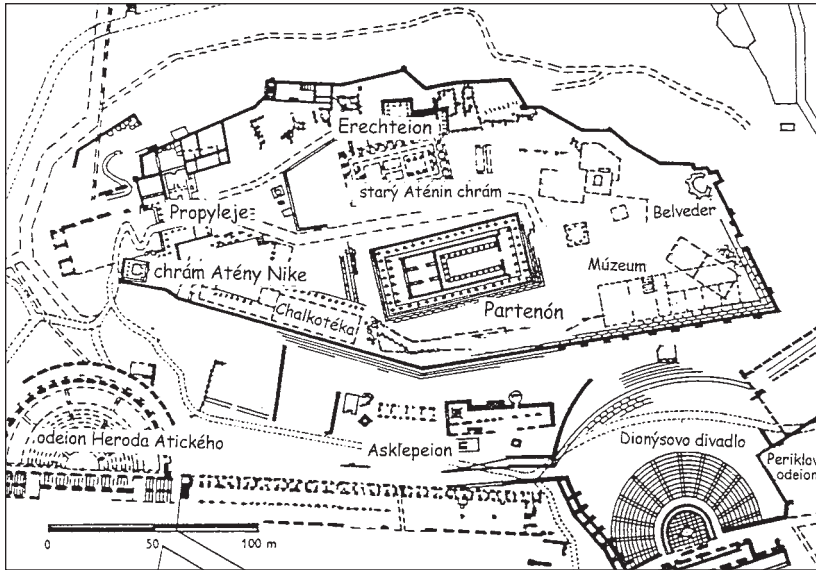 Erechteion
starý Aténin chrám
Propyleje
Belveder
chrám Atény Nike
Múzeum
Chalkotéka
Partenón
odeion Heroda Atického
Asklepeion
Dionýsovo divadlo
Periklov
odeion
0 50 100 m